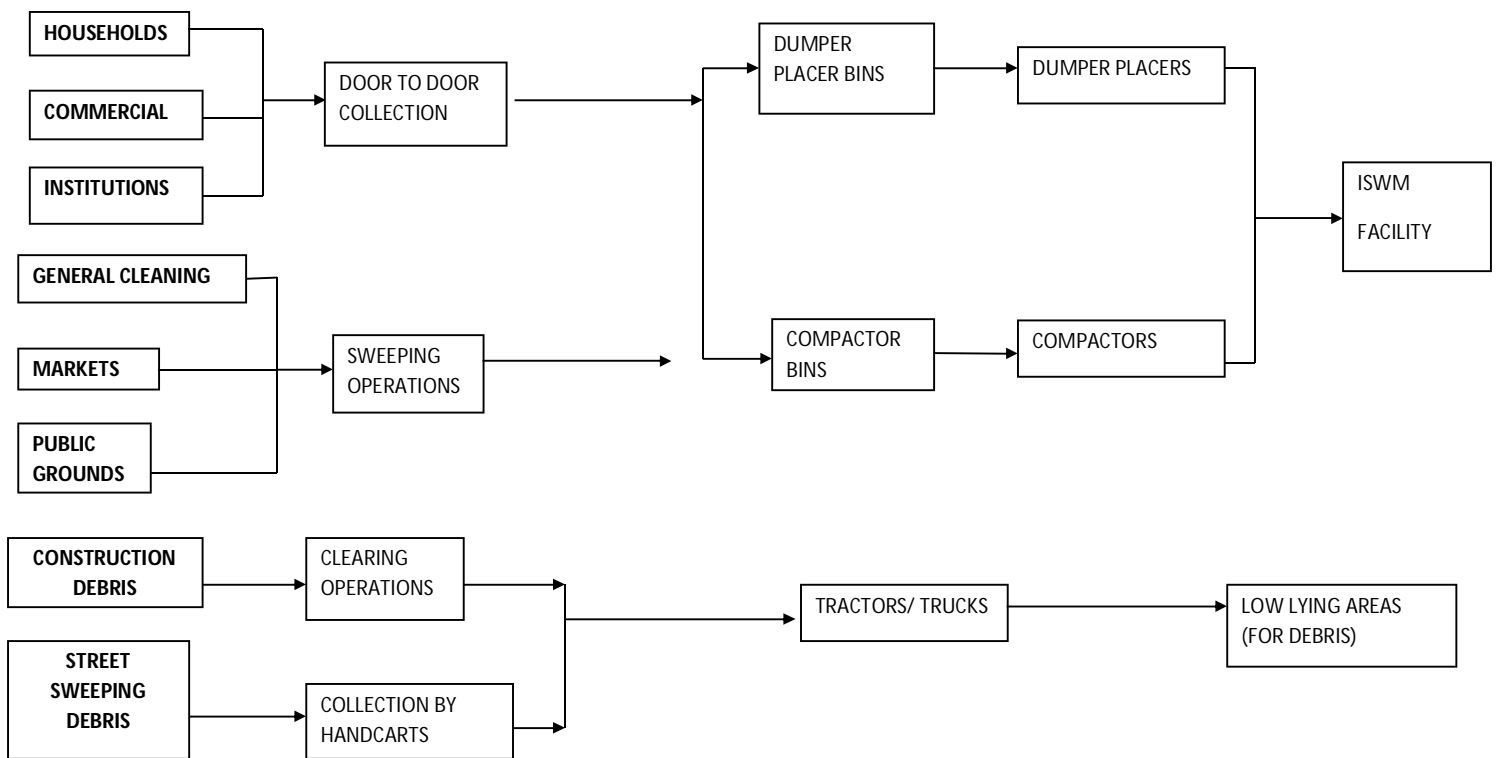 HOUSEHOLDS
COMMERCIAL
INSTITUTIONS
DOOR TO DOOR
COLLECTION
DUMPER
PLACER BINS
DUMPER PLACERS
ISWM
FACILITY
GENERAL CLEANING
MARKETS
PUBLIC
GROUNDS
SWEEPING
OPERATIONS
COMPACTOR
BINS
COMPACTORS
CONSTRUCTION
DEBRIS
CLEARING
OPERATIONS
STREET
SWEEPING
DEBRIS
COLLECTION BY
HANDCARTS
TRACTORS/ TRUCKS
LOW LYING AREAS
(FOR DEBRIS)